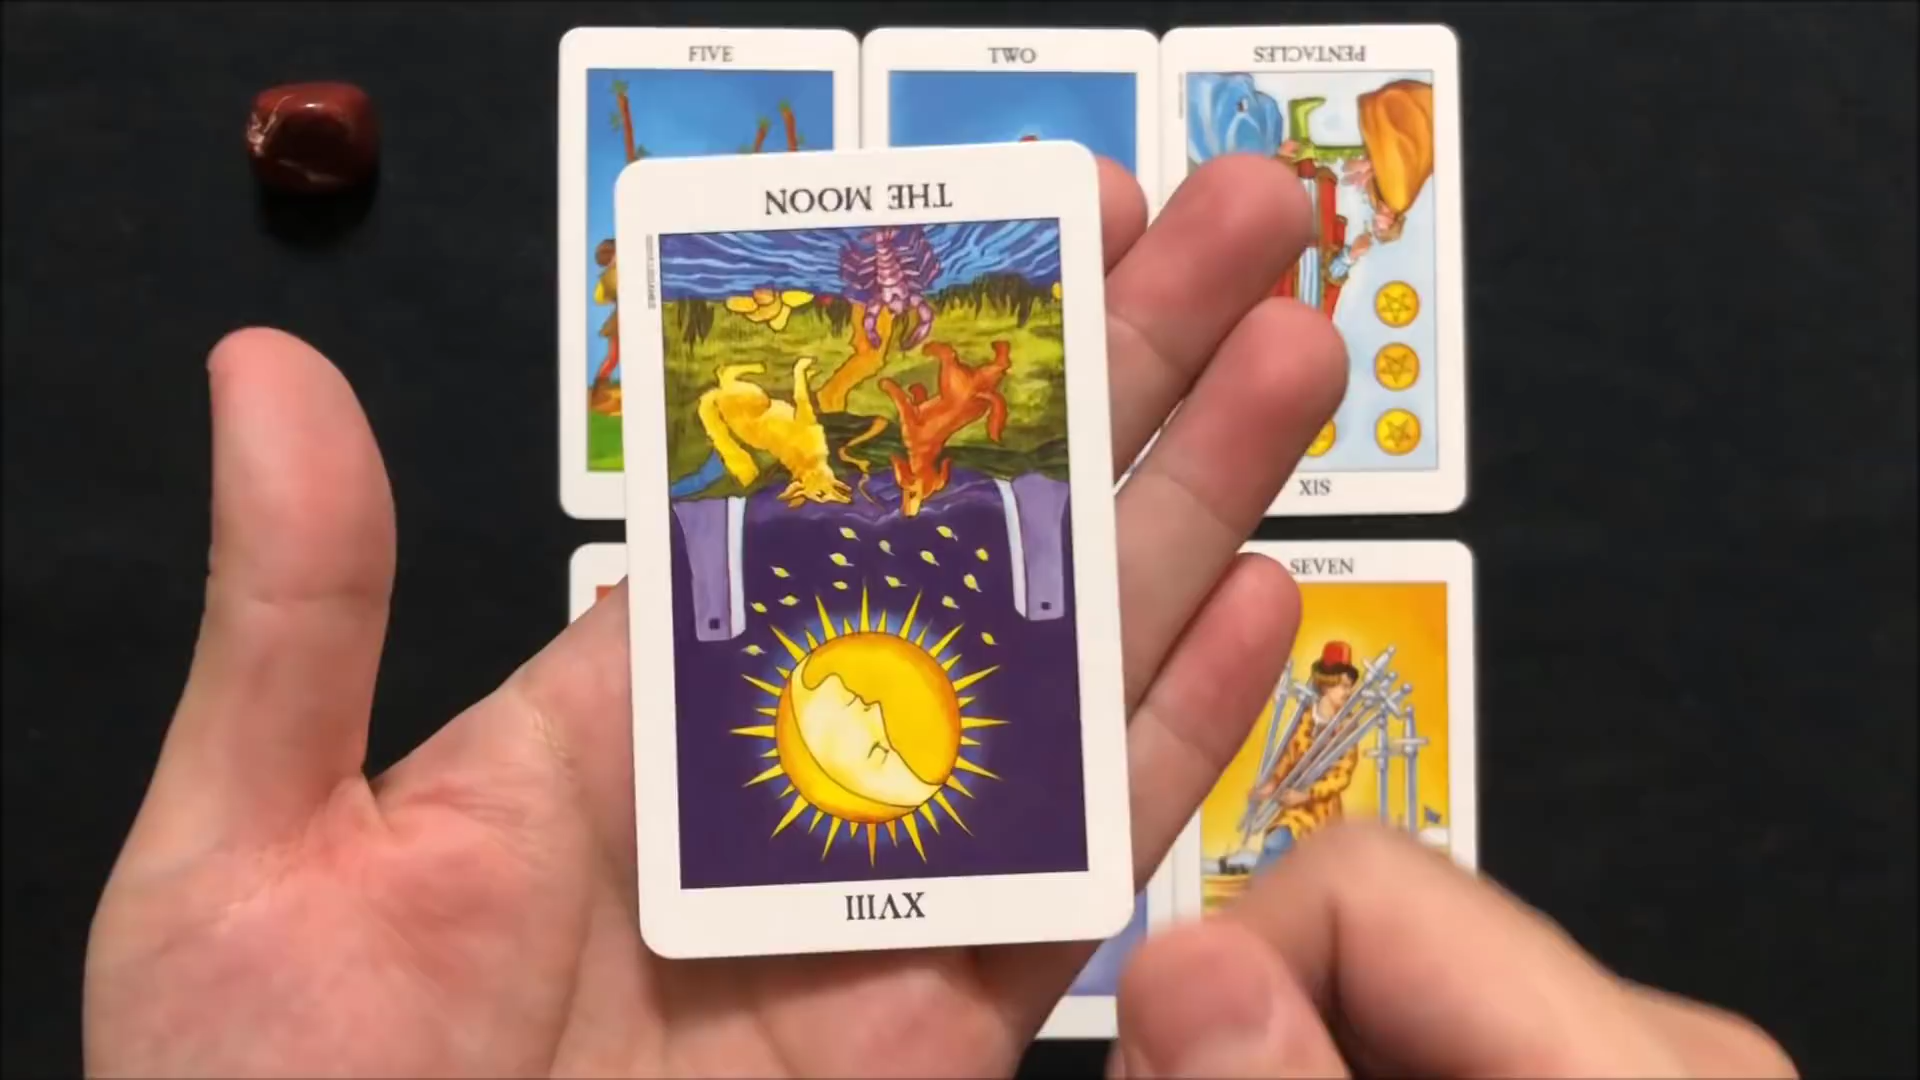 FIVE
TWO
PENTACLES
THE MOON
SIX
SEVEN
XVIII